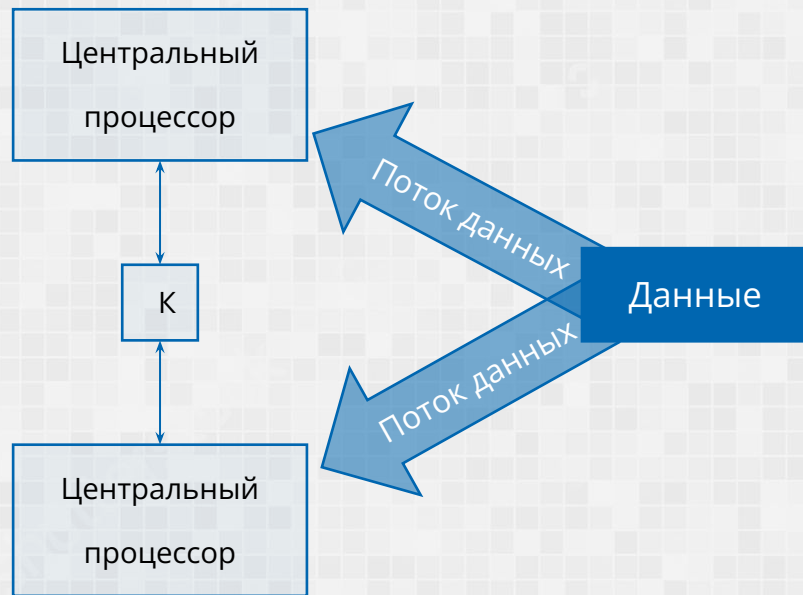 Центральный
процессор
Поток данных
К
Данные
Поток данных
Центральный
процессор